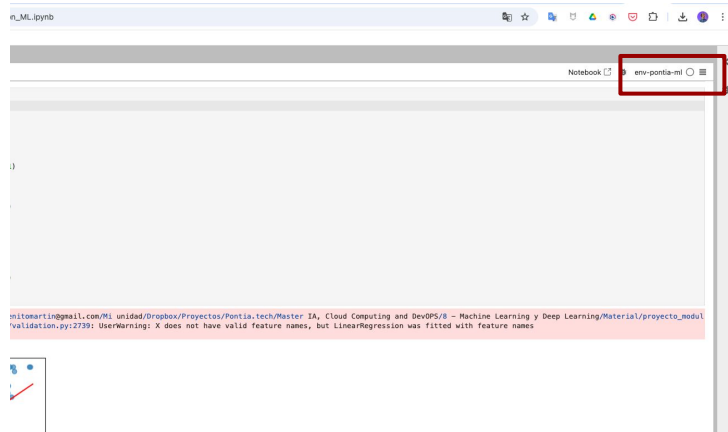 on_ML.ipynb
Notebook
env-pontia-ml
enitomartin@gmail.com/Mi unidad/Dropbox/Proyectos/Pontia.tech/Master IA, Cloud Computing and DevOPS/8 – Machine Learning y Deep Learning/Material/proyecto_modul
/validation.py:2739: UserWarning: X does not have valid feature names, but LinearRegression was fitted with feature names